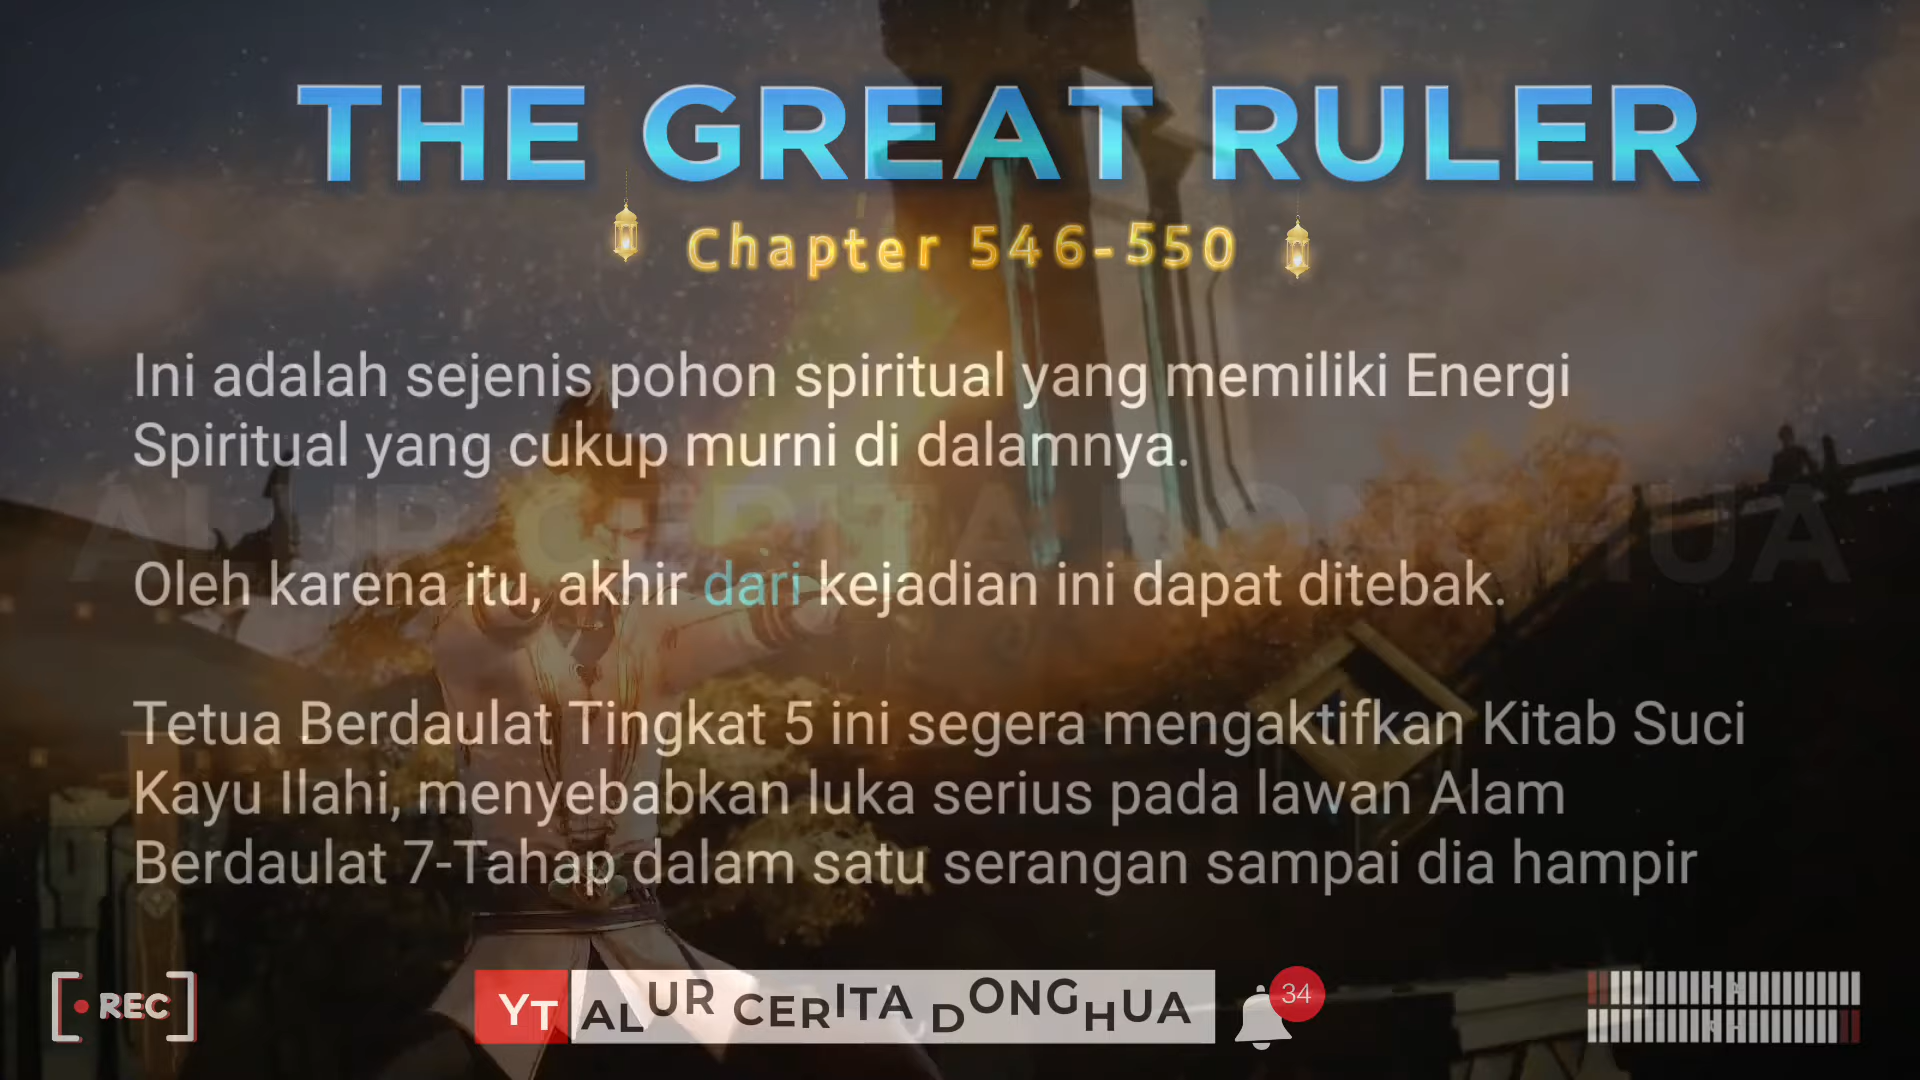 THE GREAT RULER
Chapter 546-550
Ini adalah sejenis pohon spiritual yang memiliki Energi
Spiritual yang cukup murni di dalamnya.
ALUR CERITA DONGHUA
Oleh karena itu, akhir dari kejadian ini dapat ditebak.
Tetua Berdaulat Tingkat 5 ini segera mengaktifkan Kitab Suci
Kayu Ilahi, menyebabkan luka serius pada lawan Alam
Berdaulat 7-Tahap dalam satu serangan sampai dia hampir
REC
YT ALUR CERITA DONGHUA
34